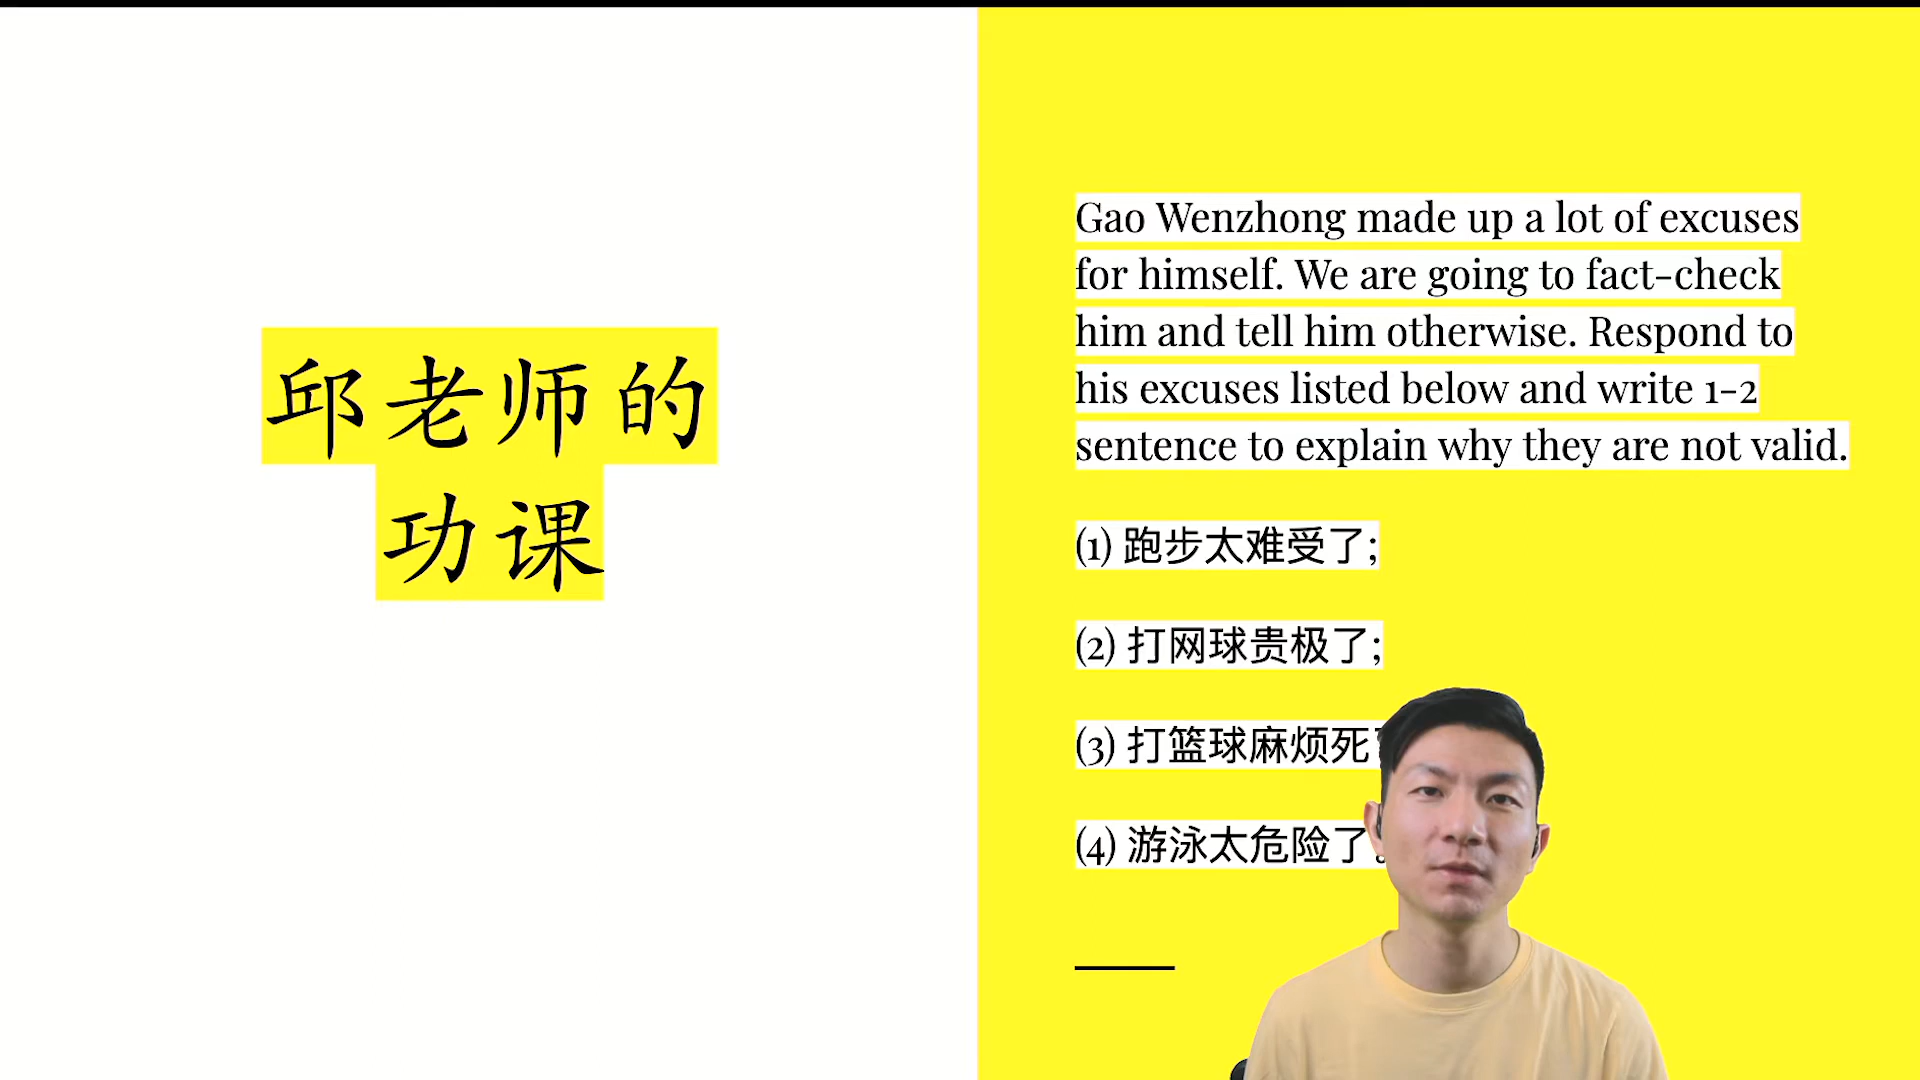 邱老师的
功课
Gao Wenzhong made up a lot of excuses
for himself. We are going to fact-check
him and tell him otherwise. Respond to
his excuses listed below and write 1-2
sentence to explain why they are not valid.
(1) 跑步太难受了;
(2) 打网球贵极了;
(3) 打篮球麻烦死
(4) 游泳太危险了。